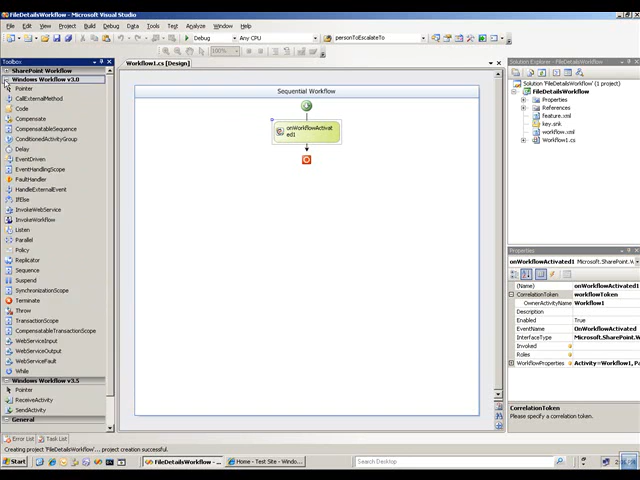 FileDetailsWorkflow - Microsoft Visual Studio
File Edit View Project Build Debug Data Tools Test Analyze Window Help
Debug Any CPU personToEscalateTo
100%
Toolbox
SharePoint Workflow
Windows Workflow v3.0
Pointer
CallExternalMethod
Code
Compensate
CompensatableSequence
ConditionedActivityGroup
Delay
EventDriven
EventHandlingScope
FaultHandler
HandleExternalEvent
IfElse
InvokeWebService
InvokeWorkflow
Listen
Parallel
Policy
Replicator
Sequence
Suspend
SynchronizationScope
Terminate
Throw
TransactionScope
CompensatableTransactionScope
WebServiceInput
WebServiceOutput
WebServiceFault
While
Windows Workflow v3.5
Pointer
ReceiveActivity
SendActivity
General
Workflow1.cs [Design]
Sequential Workflow
onWorkflowActivat
ed1
Solution Explorer - FileDetailsWorkflow
Solution 'FileDetailsWorkflow' (1 project)
FileDetailsWorkflow
Properties
References
feature.xml
key.snk
workflow.xml
Workflow1.cs
Properties
onWorkflowActivated1 Microsoft.SharePoint.W
(Name) onWorkflowActivated1
CorrelationToken workflowToken
OwnerActivityName Workflow1
Description
Enabled True
EventName OnWorkflowActivated
InterfaceType Microsoft.SharePoint.W
Invoked
Roles
WorkflowProperties Activity=Workflow1, Pa
CorrelationToken
Please specify a correlation token.
Error List Task List
Creating project 'FileDetailsWorkflow'... project creation successful.
Start FileDetailsWorkflow - ... Home - Test Site - Windo... Search Desktop